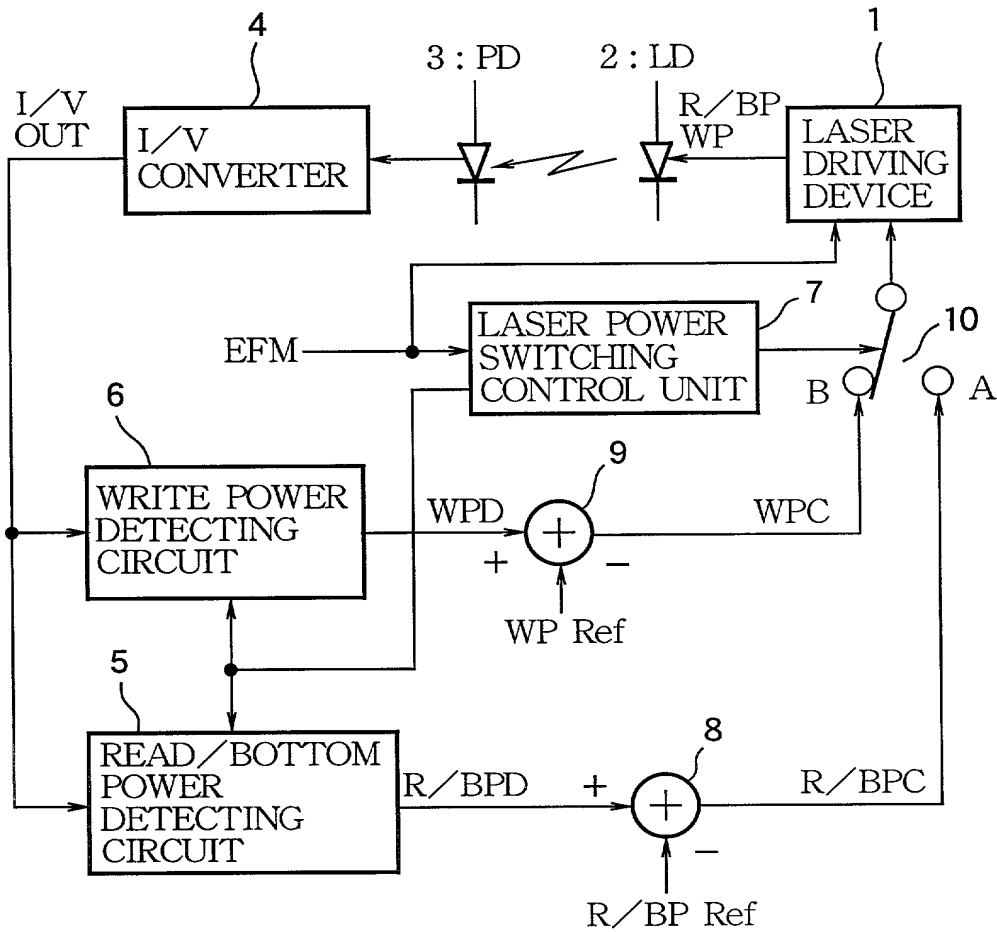 4
3 : PD
2 : LD
1
I/V
OUT
I/V
CONVERTER
R/BP
WP
LASER
DRIVING
DEVICE
7
EFM
LASER POWER
SWITCHING
CONTROL UNIT
10
B
A
6
WRITE POWER
DETECTING
CIRCUIT
WPD
9
WPC
+
+
−
WP Ref
5
READ/BOTTOM
POWER
DETECTING
CIRCUIT
R/BPD
8
+
+
R/BPC
−
R/BP Ref